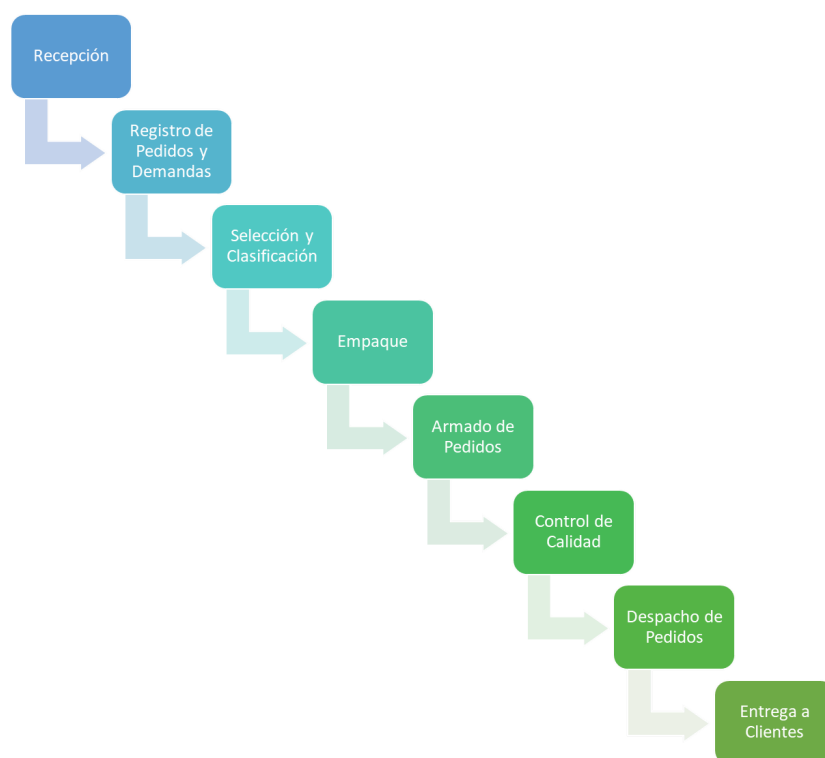 Recepción
Registro de
Pedidos y
Demandas
Selección y
Clasificación
Empaque
Armado de
Pedidos
Control de
Calidad
Despacho de
Pedidos
Entrega a
Clientes